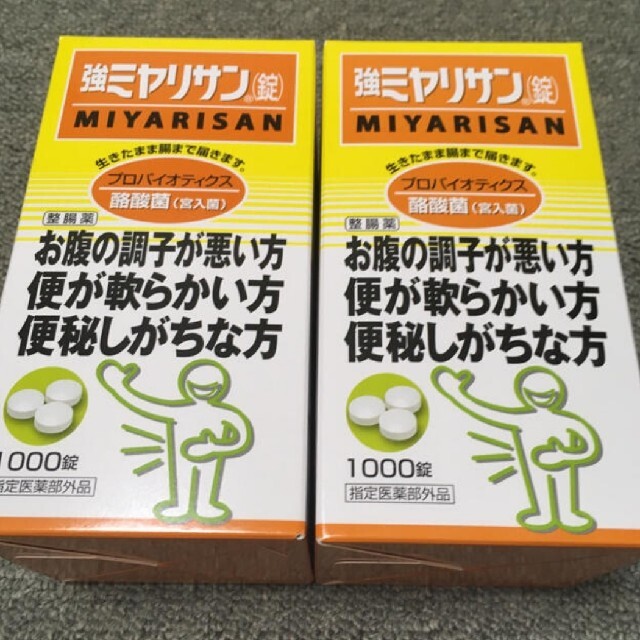 強ミヤリサン®(錠)
MIYARISAN
生きたまま腸まで届きます。
プロバイオティクス
酪酸菌(宮入菌)
整腸薬
お腹の調子が悪い方
便が軟らかい方
便秘しがちな方
1000錠
指定医薬部外品
強ミヤリサン®(錠)
MIYARISAN
生きたまま腸まで届きます。
プロバイオティクス
酪酸菌(宮入菌)
整腸薬
お腹の調子が悪い方
便が軟らかい方
便秘しがちな方
1000錠
指定医薬部外品